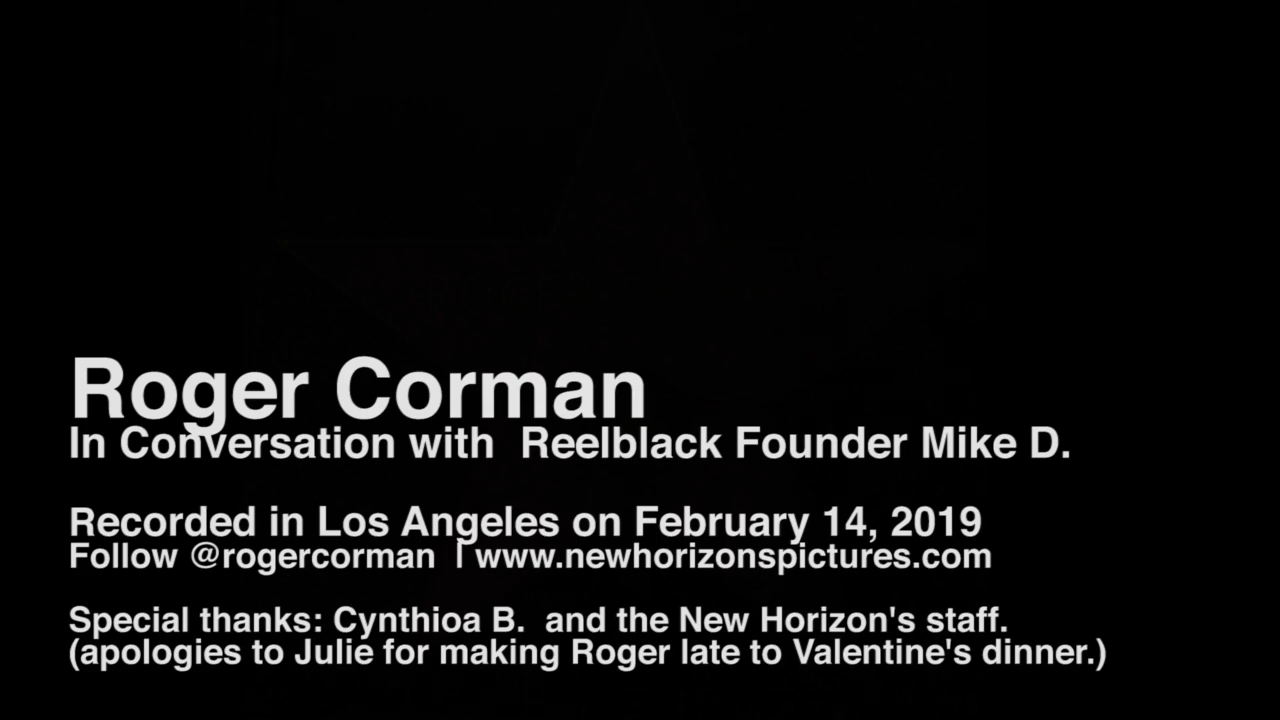 Roger Corman
In Conversation with  Reelblack Founder Mike D.
Recorded in Los Angeles on February 14, 2019
Follow @rogercorman  | www.newhorizonspictures.com
Special thanks: Cynthioa B.  and the New Horizon's staff.
(apologies to Julie for making Roger late to Valentine's dinner.)